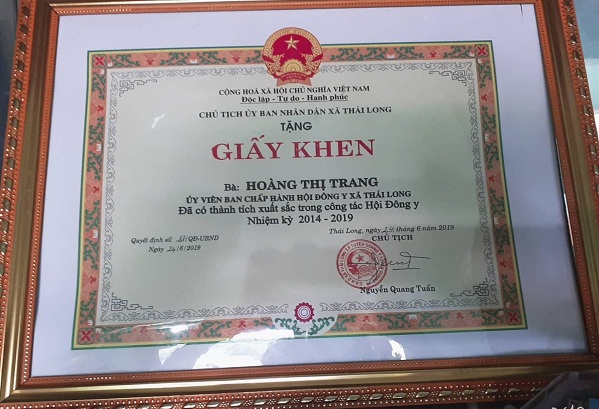 CỘNG HOÀ XÃ HỘI CHỦ NGHĨA VIỆT NAM
Độc lập - Tự do - Hạnh phúc
CHỦ TỊCH ỦY BAN NHÂN DÂN XÃ THÁI LONG
TẶNG
GIẤY KHEN
Bà: HOÀNG THỊ TRANG
ỦY VIÊN BAN CHẤP HÀNH HỘI ĐÔNG Y XÃ THÁI LONG
Đã có thành tích xuất sắc trong công tác Hội Đông y
Nhiệm kỳ 2014 - 2019
Quyết định số /QĐ-UBND
Ngày 24/6/2019
Thái Long, ngày 24 tháng 6 năm 2019
CHỦ TỊCH
Nguyễn Quang Tuấn